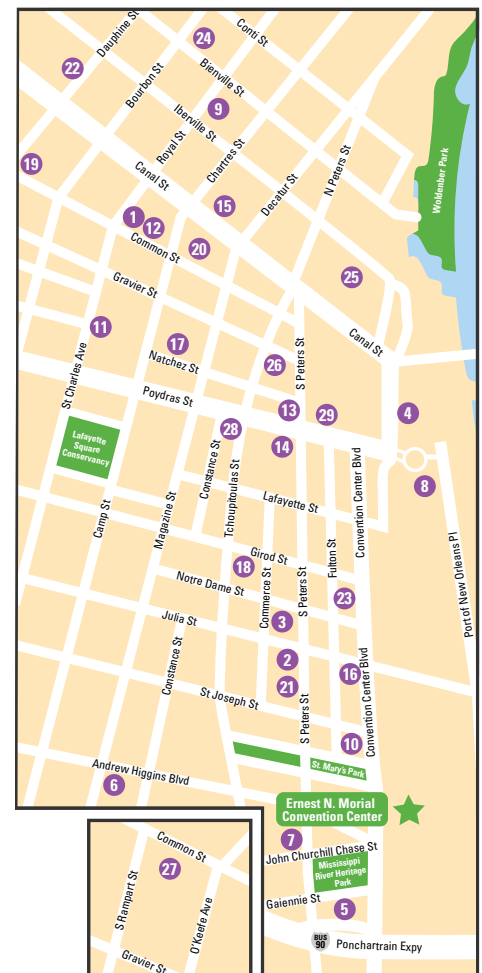 Dauphine St
24
Conti St
22
Bienville St
Bourbon St
9
Iberville St
Royal St
Chartres St
N Peters St
Woldenber Park
19
Canal St
Decatur St
15
1
12
Common St
20
25
Gravier St
11
17
Canal St
Natchez St
26
S Peters St
St Charles Ave
Poydras St
13
29
4
28
14
Lafayette
Square
Conservancy
Constance St
Tchoupitoulas St
Convention Center Blvd
8
Lafayette St
Camp St
Magazine St
Girod St
Fulton St
18
Notre Dame St
Commerce St
S Peters St
23
Port of New Orleans Pl
Julia St
3
Constance St
2
16
21
St Joseph St
S Peters St
Convention Center Blvd
10
St. Mary's Park
Andrew Higgins Blvd
6
Ernest N. Morial
Convention Center
7
John Churchill Chase St
Mississippi
River Heritage
Park
Gaiennie St
5
BUS
90
Ponchartrain Expy
Common St
27
S Rampart St
O'Keefe Ave
Gravier St